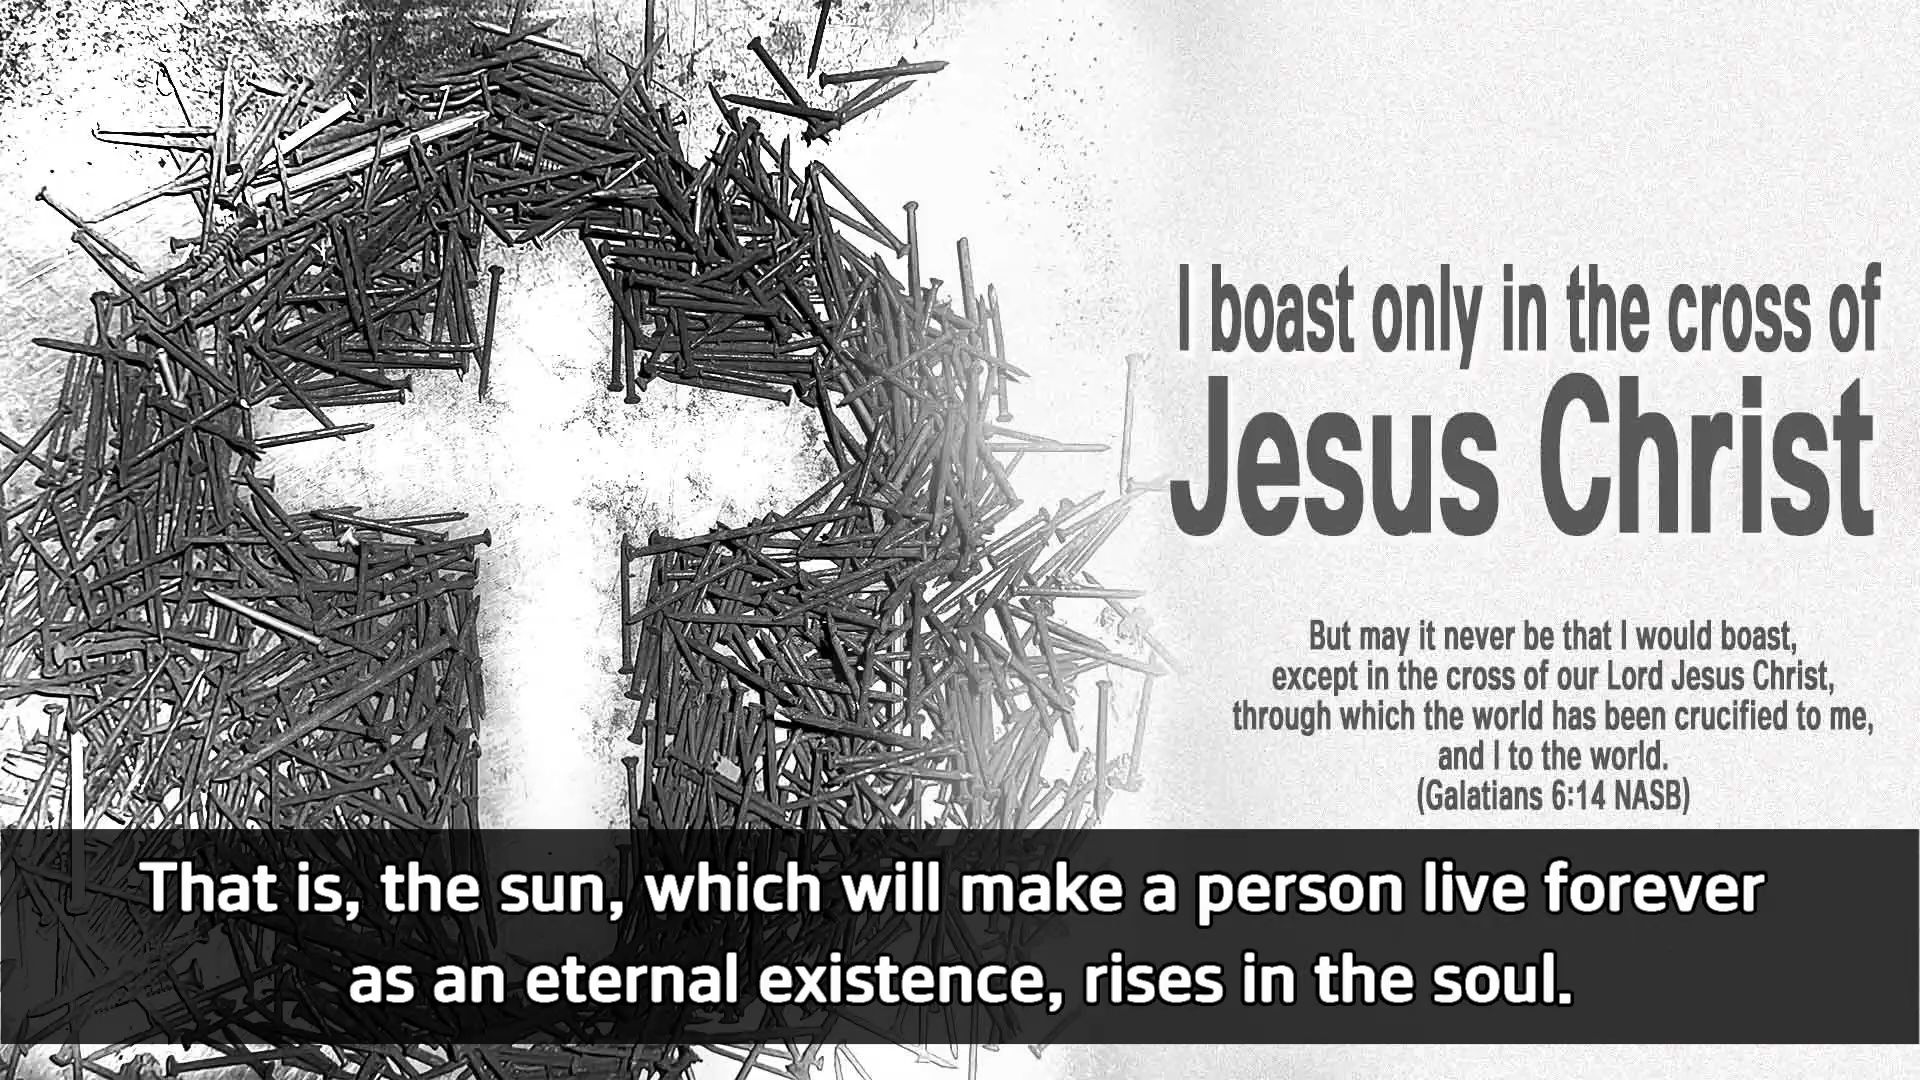 I boast only in the cross of
Jesus Christ
But may it never be that I would boast,
except in the cross of our Lord Jesus Christ,
through which the world has been crucified to me,
and I to the world.
(Galatians 6:14 NASB)
That is, the sun, which will make a person live forever
as an eternal existence, rises in the soul.